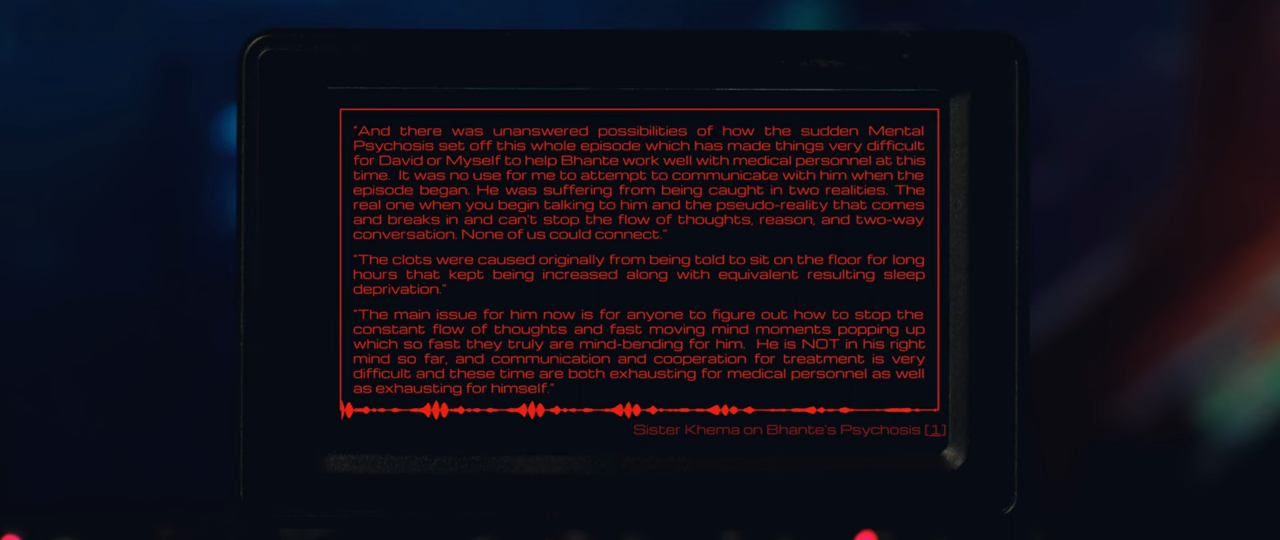 "And there was unanswered possibilities of how the sudden Mental
Psychosis set off this whole episode which has made things very difficult
for David or Myself to help Bhante work well with medical personnel at this
time. It was no use for me to attempt to communicate with him when the
episode began. He was suffering from being caught in two realities. The
real one when you begin talking to him and the pseudo-reality that comes
and breaks in and can't stop the flow of thoughts, reason, and two-way
conversation. None of us could connect."
"The clots were caused originally from being told to sit on the floor for long
hours that kept being increased along with equivalent resulting sleep
deprivation."
"The main issue for him now is for anyone to figure out how to stop the
constant flow of thoughts and fast moving mind moments popping up
which so fast they truly are mind-bending for him. He is NOT in his right
mind so far, and communication and cooperation for treatment is very
difficult and these time are both exhausting for medical personnel as well
as exhausting for himself."
Sister Khema on Bhante's Psychosis [1]